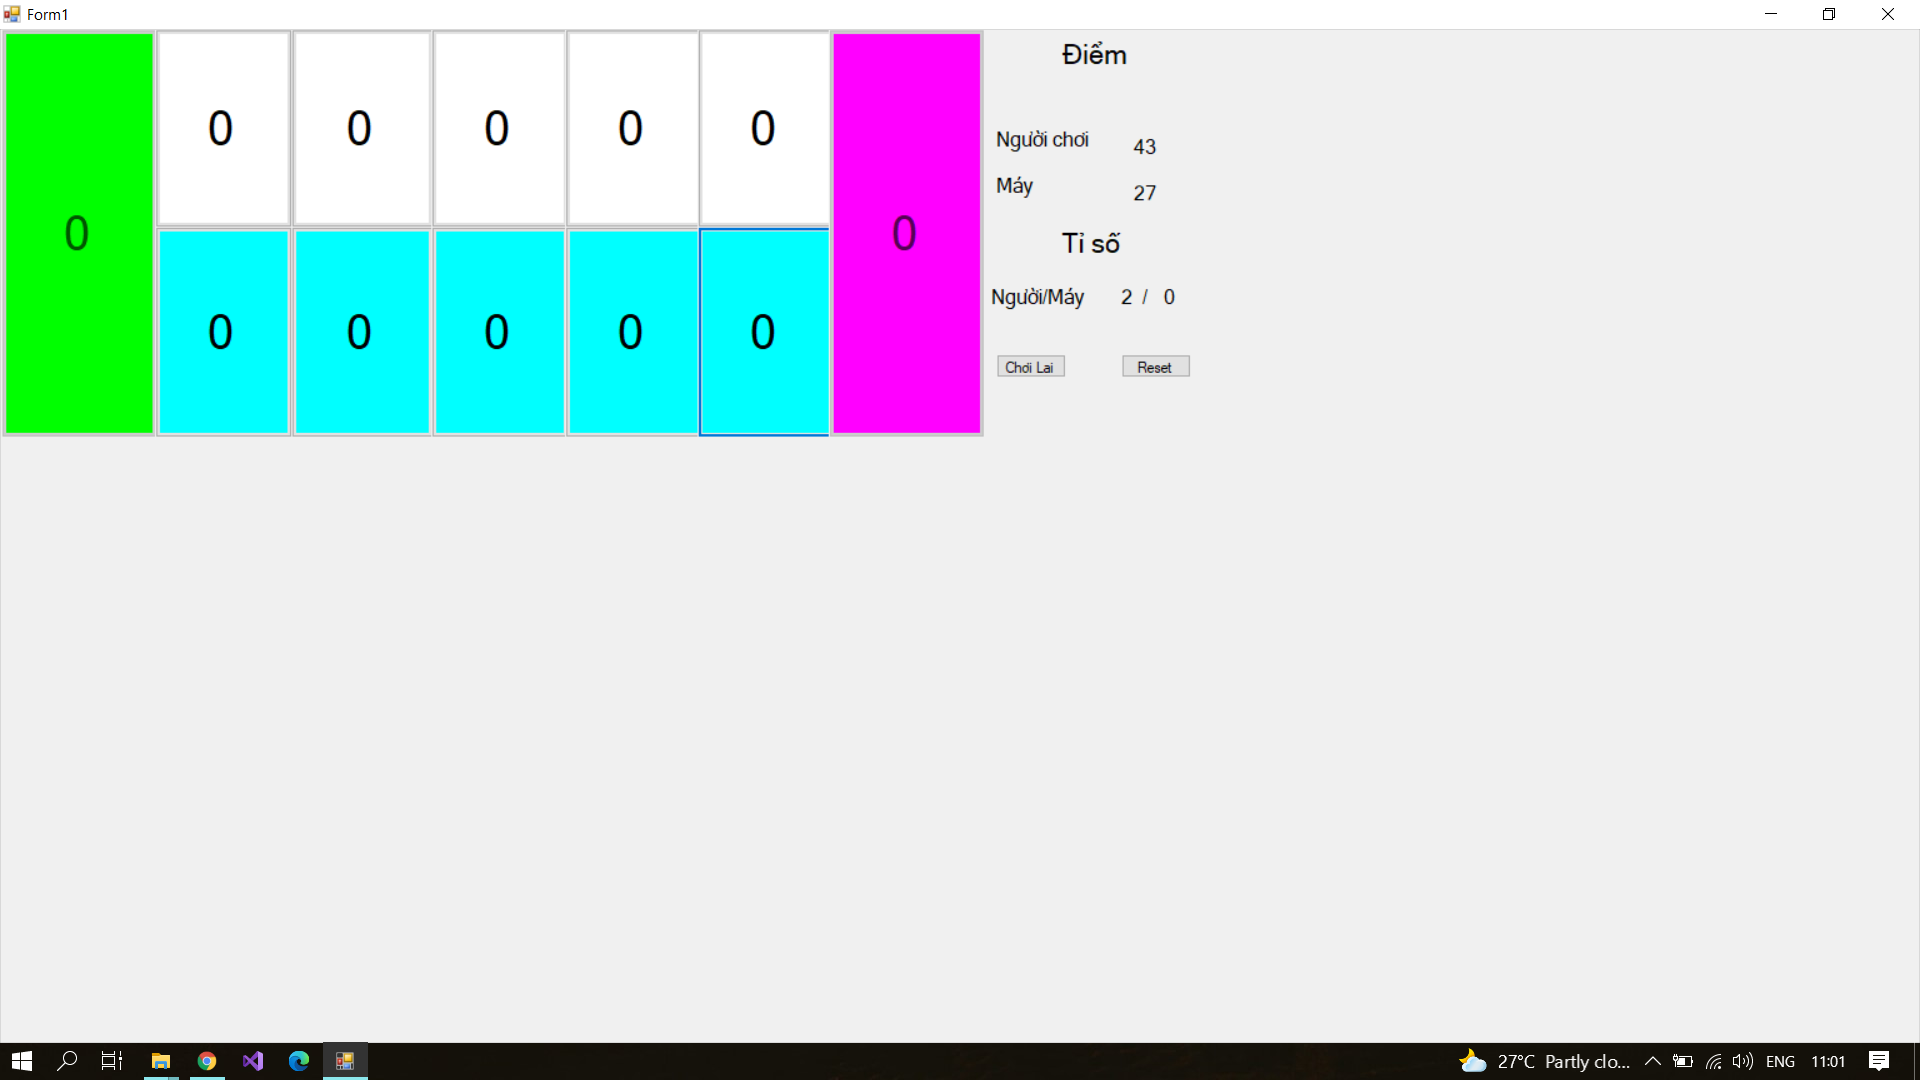 Form1
0 0 0 0 0
0 0
0 0 0 0 0
Điểm
Người chơi 43
Máy 27
Tỉ số
Người/Máy 2 / 0
Chơi Lai Reset
27°C Partly clo... ENG 11:01